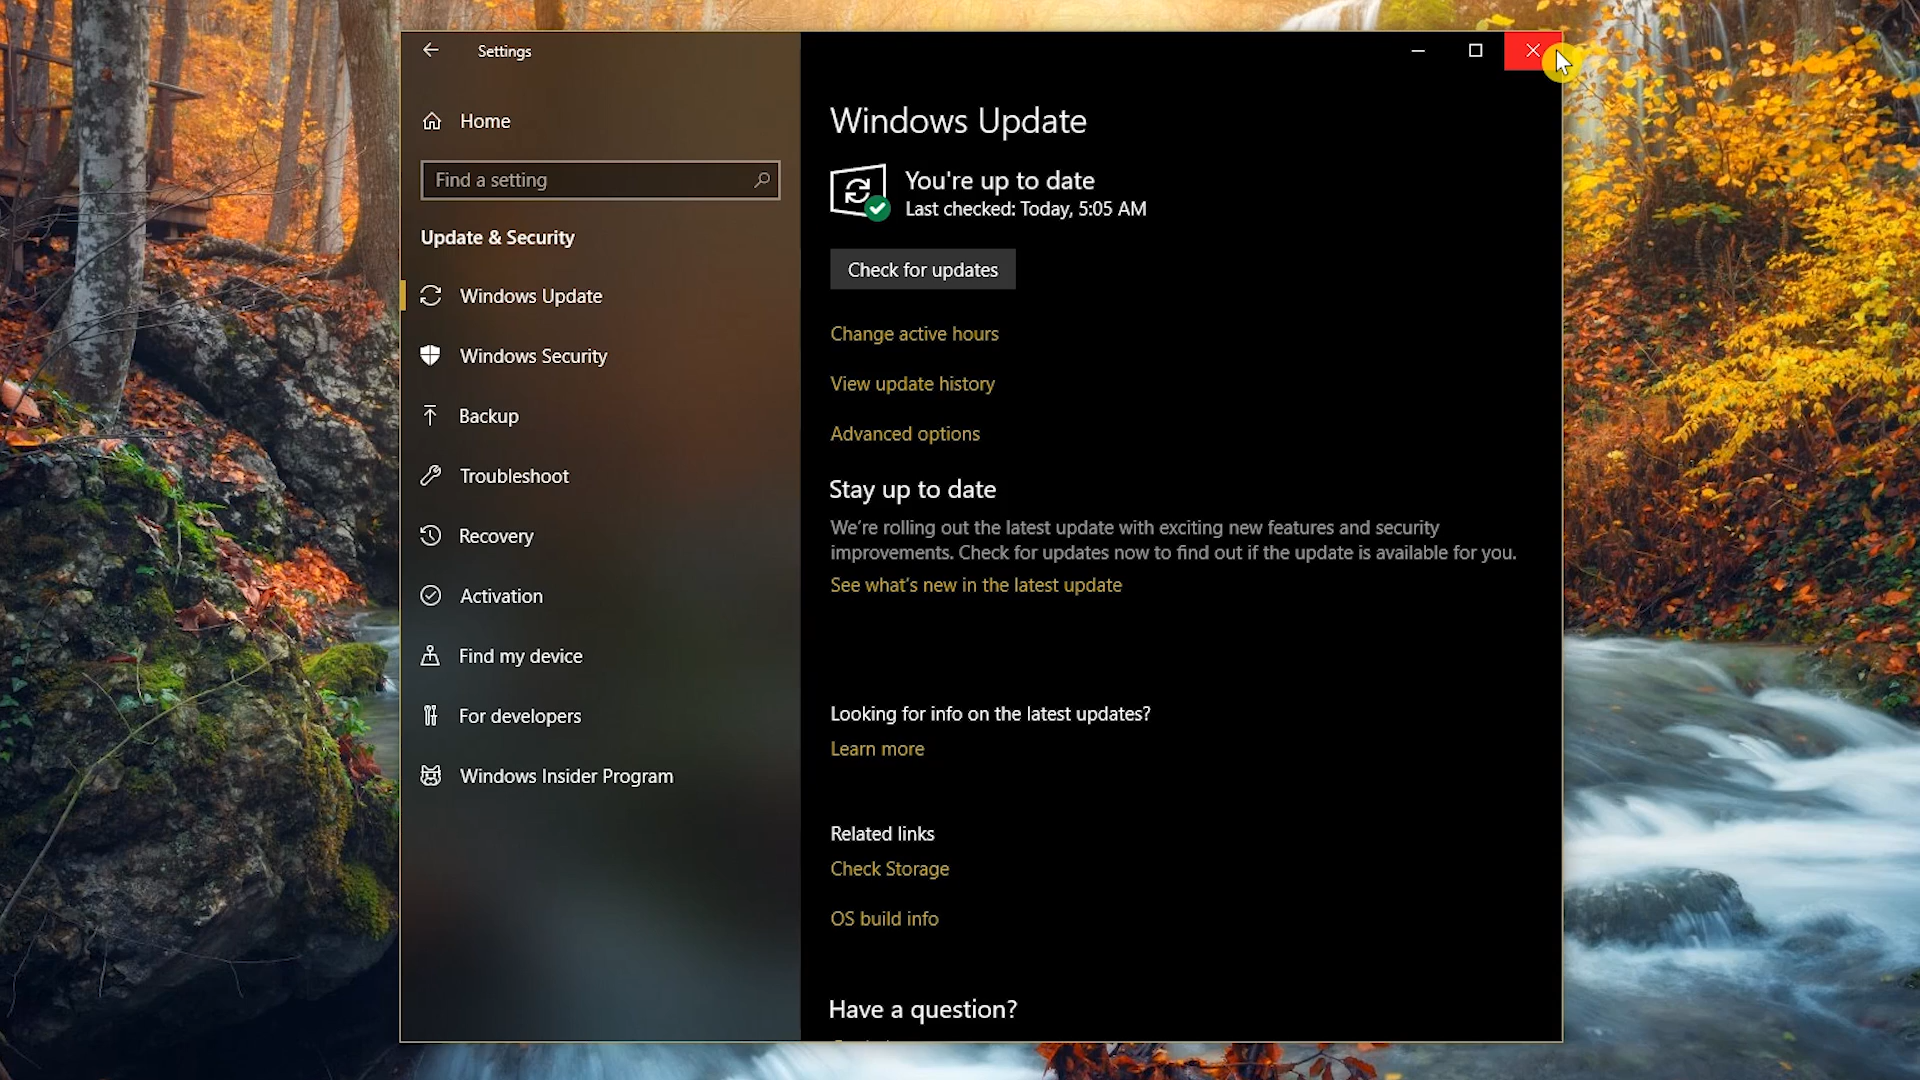 Settings
Home
Find a setting
Update & Security
Windows Update
Windows Security
Backup
Troubleshoot
Recovery
Activation
Find my device
For developers
Windows Insider Program
Windows Update
You're up to date
Last checked: Today, 5:05 AM
Check for updates
Change active hours
View update history
Advanced options
Stay up to date
We’re rolling out the latest update with exciting new features and security
improvements. Check for updates now to find out if the update is available for you.
See what’s new in the latest update
Looking for info on the latest updates?
Learn more
Related links
Check Storage
OS build info
Have a question?